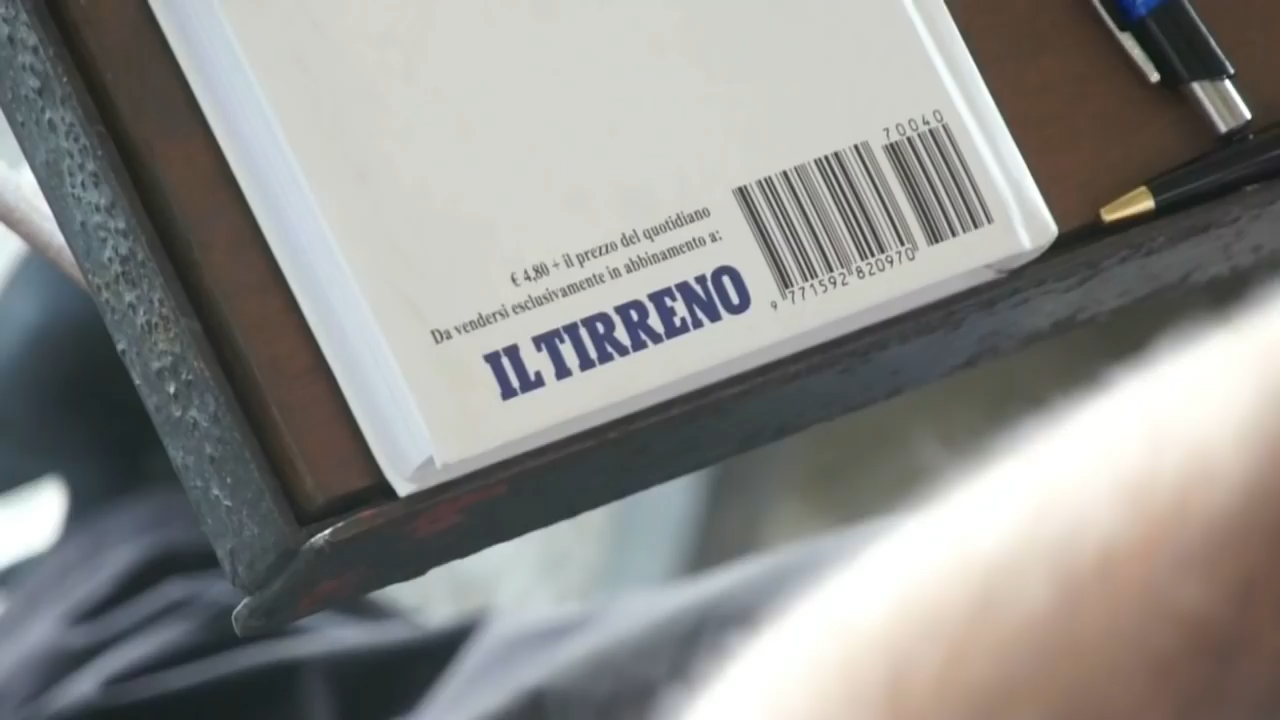 € 4,80 + il prezzo del quotidiano
Da vendersi esclusivamente in abbinamento a:
IL TIRRENO
70040
9 771592 820970